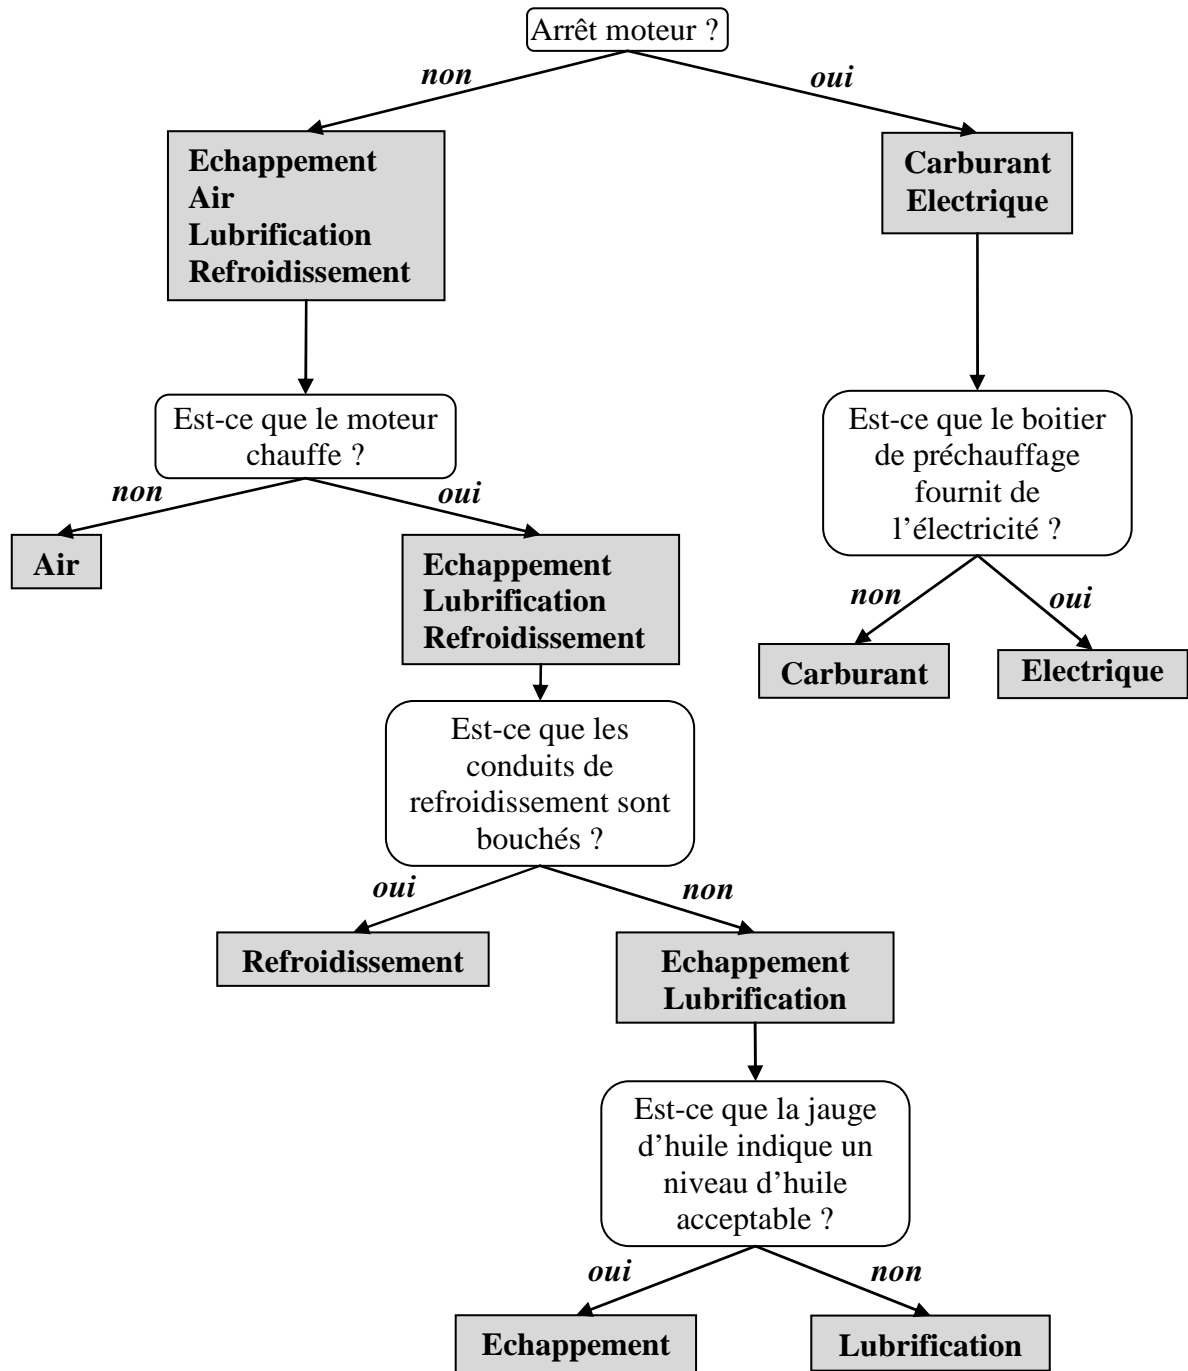 Arrêt moteur ?
non
oui
Echappement
Air
Lubrification
Refroidissement
Carburant
Electrique
Est-ce que le moteur
chauffe ?
Est-ce que le boitier
de préchauffage
fournit de
l’électricité ?
non
oui
Air
Echappement
Lubrification
Refroidissement
non
oui
Carburant
Electrique
Est-ce que les
conduits de
refroidissement sont
bouchés ?
oui
non
Refroidissement
Echappement
Lubrification
Est-ce que la jauge
d’huile indique un
niveau d’huile
acceptable ?
oui
non
Echappement
Lubrification